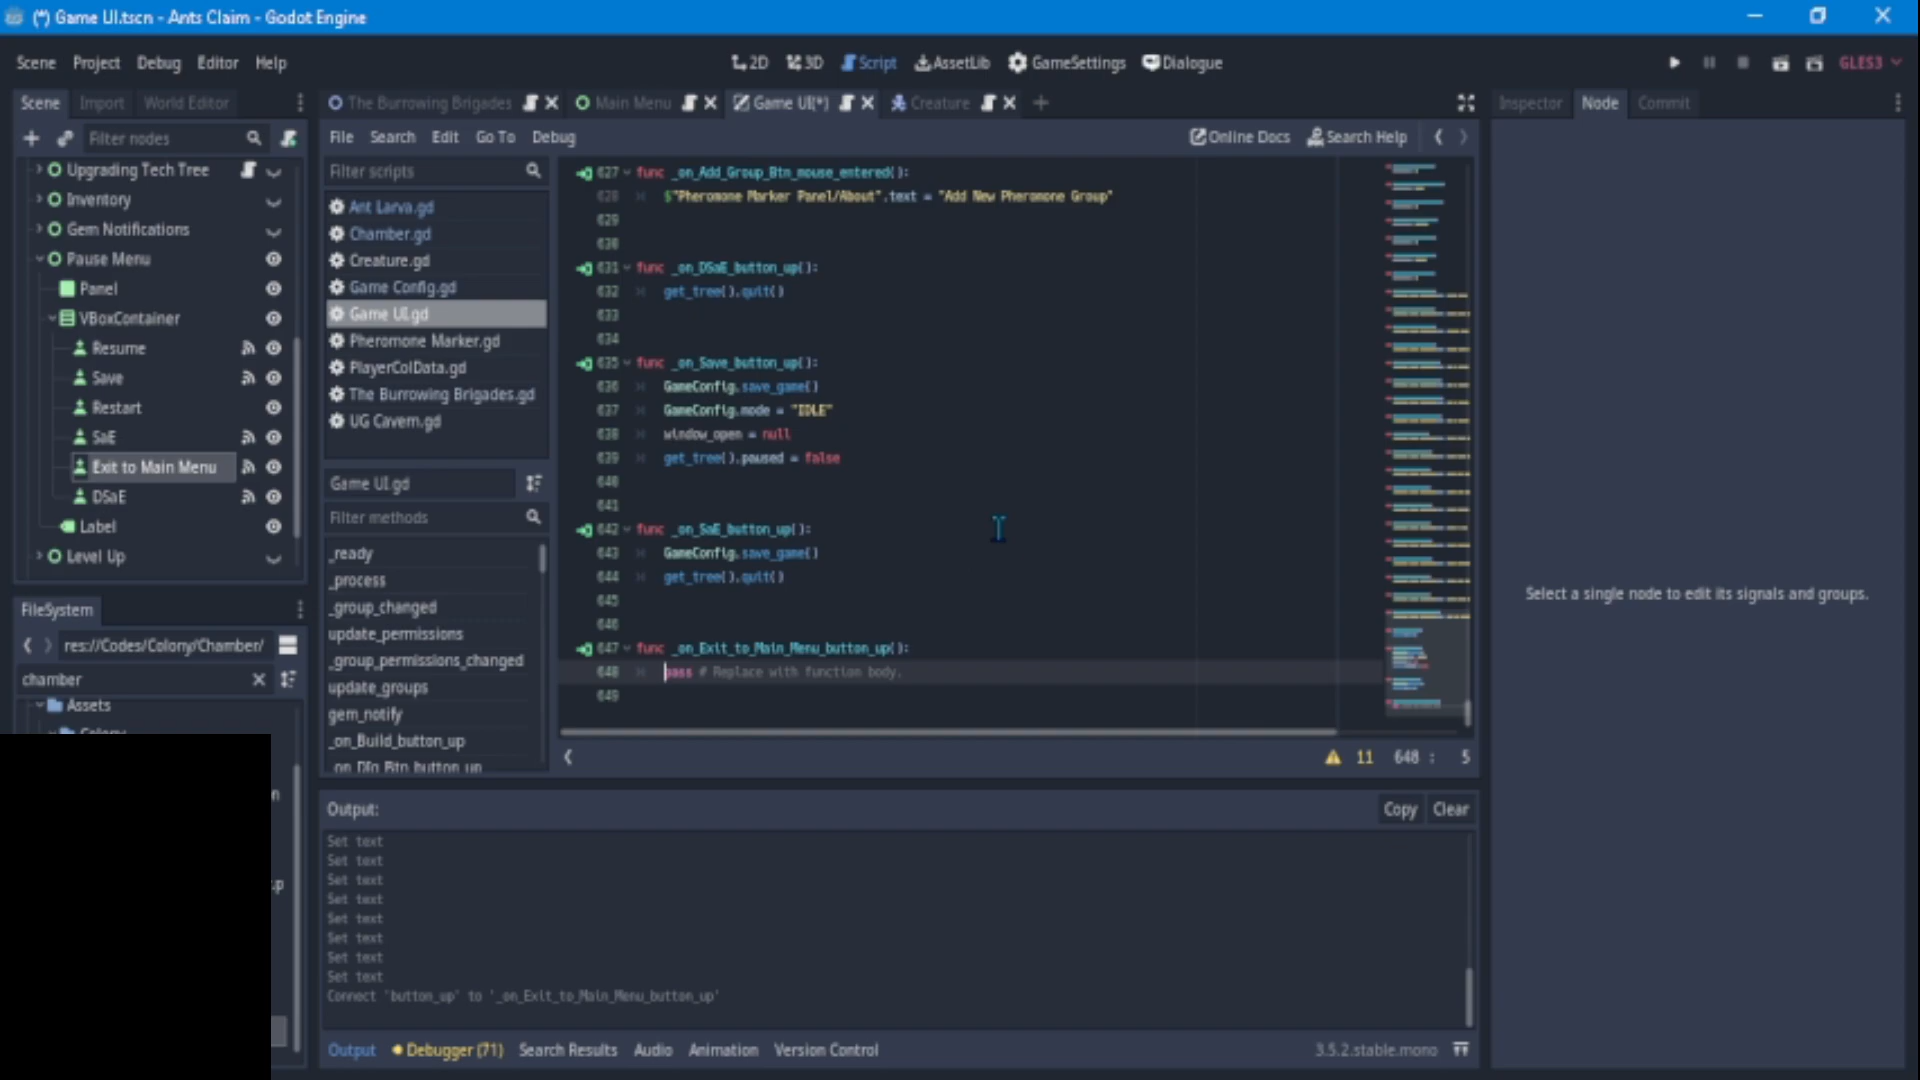 (*) Game UI.tscn - Ants Claim - Godot Engine
Scene Project Debug Editor Help
2D 3D Script AssetLib GameSettings Dialogue
GLES3
Scene Import World Editor
Filter nodes
Upgrading Tech Tree
Inventory
Gem Notifications
Pause Menu
Panel
VBoxContainer
Resume
Save
Restart
SaE
Exit to Main Menu
DSaE
Label
Level Up
FileSystem
res://Codes/Colony/Chamber/
chamber
Assets
Colony
The Burrowing Brigades Main Menu Game UI(*) Creature
File Search Edit Go To Debug
Online Docs Search Help
Filter scripts
Ant Larva.gd
Chamber.gd
Creature.gd
Game Config.gd
Game UI.gd
Pheromone Marker.gd
PlayerColData.gd
The Burrowing Brigades.gd
UG Cavern.gd
Game UI.gd
Filter methods
_ready
_process
_group_changed
update_permissions
_group_permissions_changed
update_groups
gem_notify
_on_Build_button_up
_on_Dig_Btn_button_up
627 func _on_Add_Group_Btn_mouse_entered():
628 $"Pheromone Marker Panel/About".text = "Add New Pheromone Group"
629
630
631 func _on_DSaE_button_up():
632 get_tree().quit()
633
634
635 func _on_Save_button_up():
636 GameConfig.save_game()
637 GameConfig.mode = "IDLE"
638 window_open = null
639 get_tree().paused = false
640
641
642 func _on_SaE_button_up():
643 GameConfig.save_game()
644 get_tree().quit()
645
646
647 func _on_Exit_to_Main_Menu_button_up():
648 pass # Replace with function body.
649
11 648 : 5
Output:
Copy Clear
Set text
Set text
Set text
Set text
Set text
Set text
Set text
Set text
Connect 'button_up' to '_on_Exit_to_Main_Menu_button_up'
Output Debugger (71) Search Results Audio Animation Version Control
3.5.2.stable.mono
Inspector Node Commit
Select a single node to edit its signals and groups.